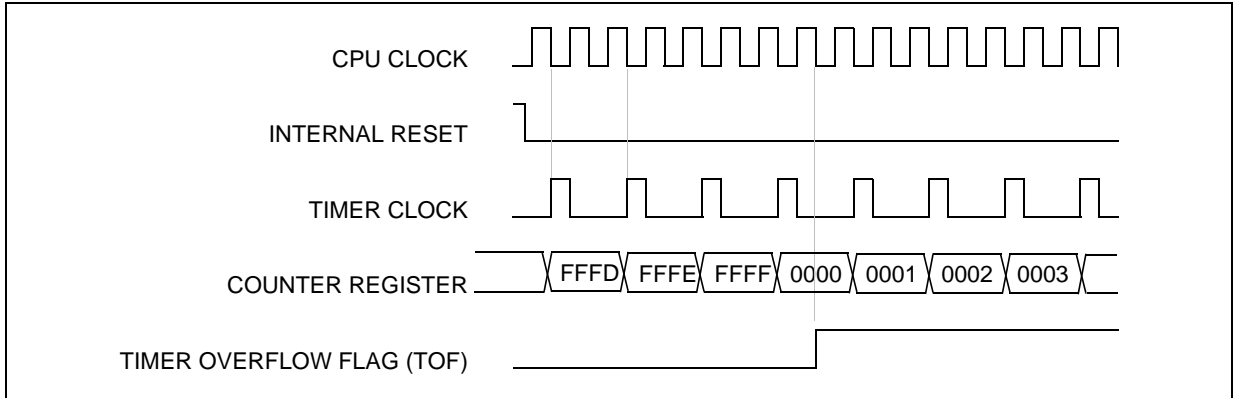 CPU CLOCK
INTERNAL RESET
TIMER CLOCK
COUNTER REGISTER FFFD FFFE FFFF 0000 0001 0002 0003
TIMER OVERFLOW FLAG (TOF)